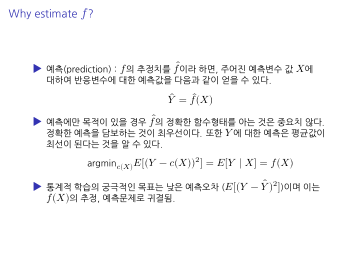 Why estimate f?
▶ 예측(prediction) : f의 추정치를 f̂이라 하면, 주어진 예측변수 값 X에
대하여 반응변수에 대한 예측값을 다음과 같이 얻을 수 있다.
Ŷ = f̂(X)
▶ 예측에만 목적이 있을 경우 f̂의 정확한 함수형태를 아는 것은 중요치 않다.
정확한 예측을 담보하는 것이 최우선이다. 또한 Y에 대한 예측은 평균값이
최선이 된다는 것을 알 수 있다.
argmin_{c(X)}E[(Y − c(X))²] = E[Y | X] = f(X)
▶ 통계적 학습의 궁극적인 목표는 낮은 예측오차 (E[(Y − Ŷ)²])이며 이는
f(X)의 추정, 예측문제로 귀결됨.